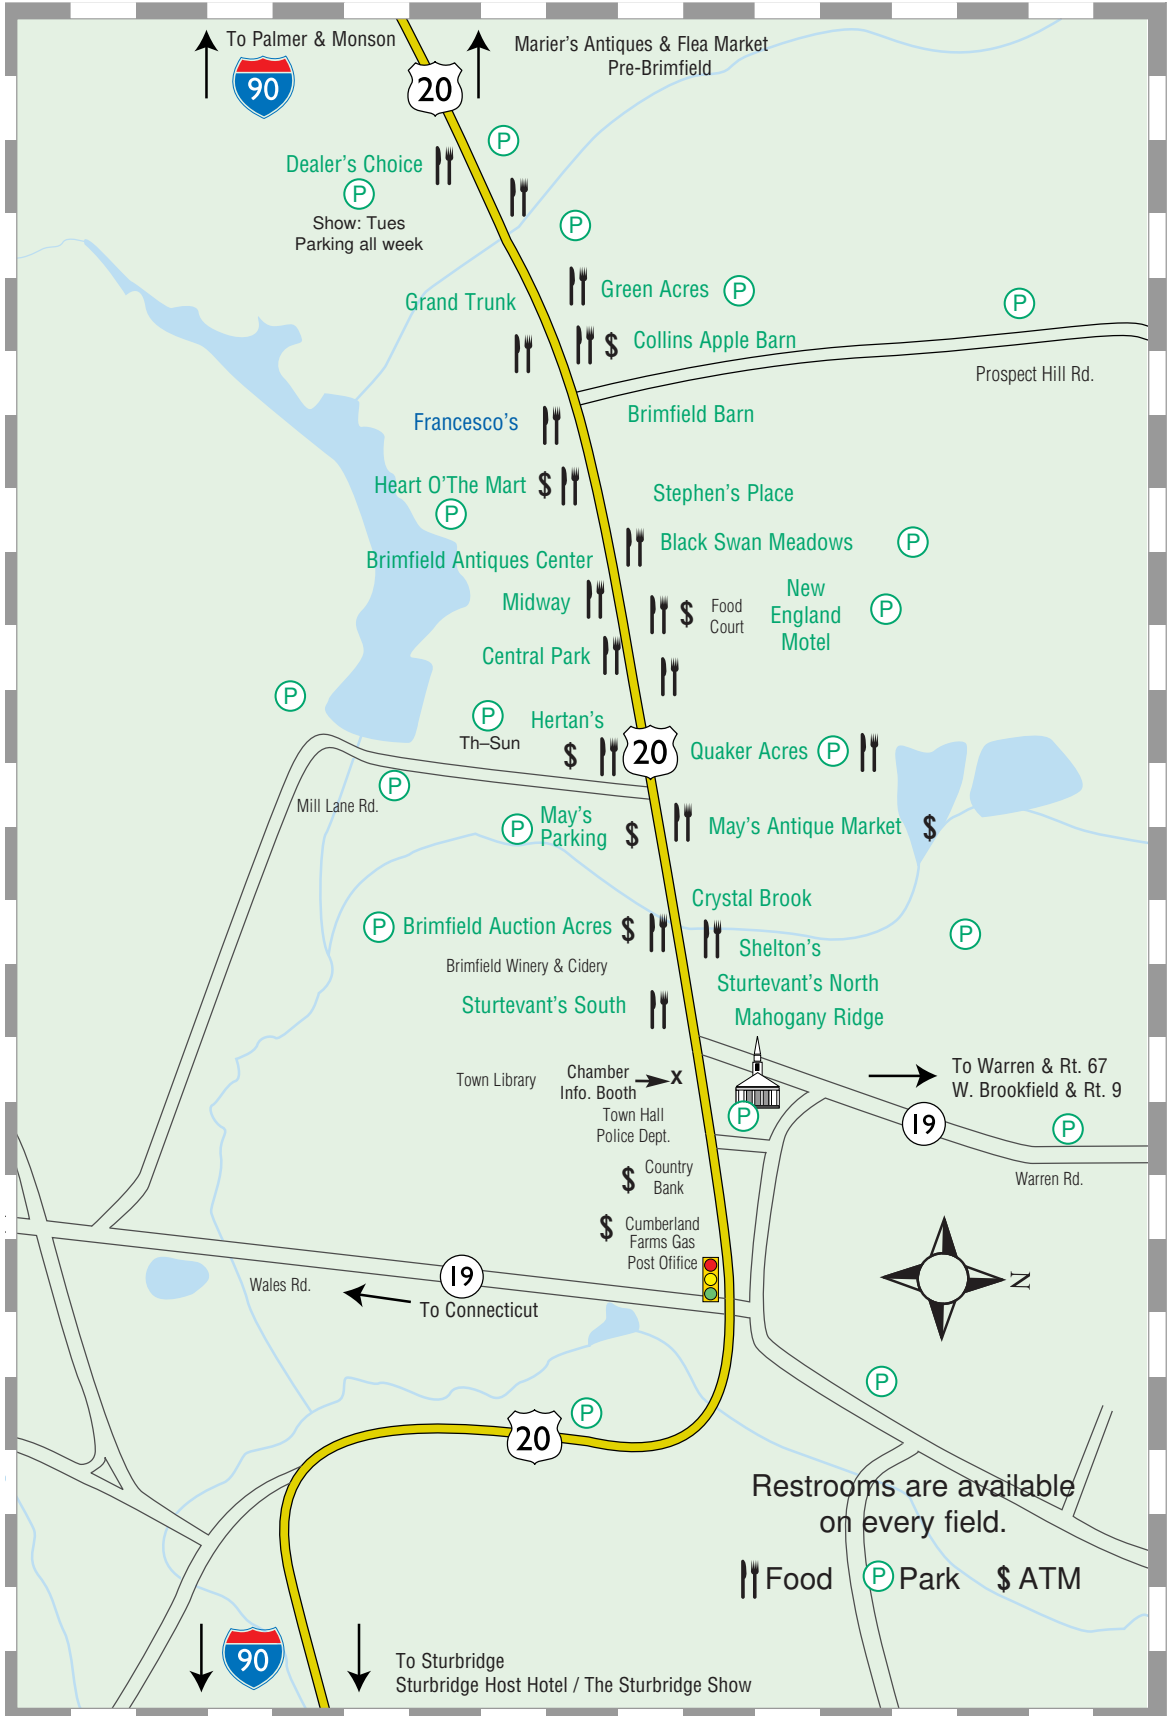 To Palmer & Monson
90
20
Marier's Antiques & Flea Market
Pre-Brimfield
P
Dealer's Choice
P
Show: Tues
Parking all week
P
Green Acres
P
Grand Trunk
P
$
Collins Apple Barn
Prospect Hill Rd.
Brimfield Barn
Francesco's
Heart O'The Mart
$
P
Stephen's Place
Black Swan Meadows
P
Brimfield Antiques Center
Midway
$
Food
Court
New
England
Motel
P
Central Park
P
P
Th–Sun
Hertan's
$
20
Quaker Acres
P
Mill Lane Rd.
P
P
May's
Parking
$
May's Antique Market
$
Crystal Brook
P
Brimfield Auction Acres
$
Shelton's
P
Brimfield Winery & Cidery
Sturtevant's North
Sturtevant's South
Mahogany Ridge
Town Library
Chamber
Info. Booth
x
To Warren & Rt. 67
W. Brookfield & Rt. 9
Town Hall
Police Dept.
P
19
P
Warren Rd.
$
Country
Bank
$
Cumberland
Farms Gas
Post Ofifice
N
Wales Rd.
19
To Connecticut
P
20
P
Restrooms are available
on every field.
Food
P
Park
$
ATM
90
To Sturbridge
Sturbridge Host Hotel / The Sturbridge Show